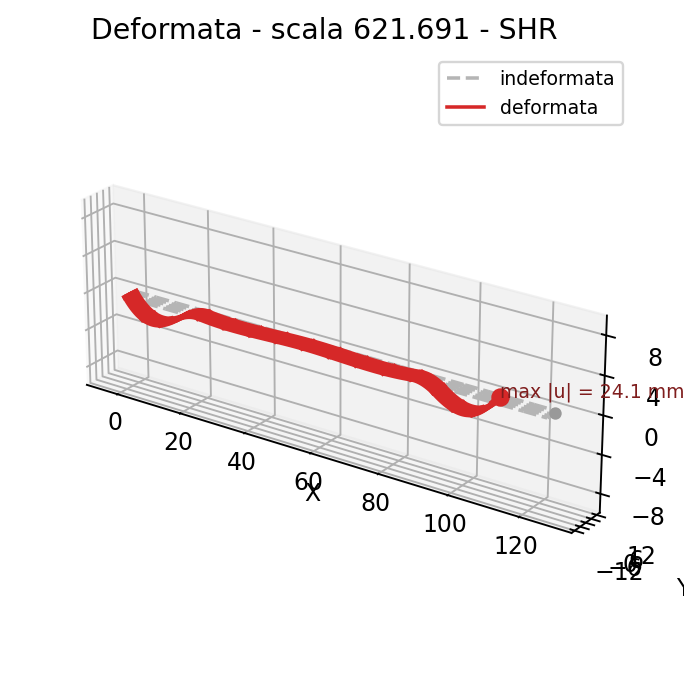 Deformata - scala 621.691 - SHR
indeformata
deformata
max |u| = 24.1 mm
8
4
0
−4
−8
0
20
40
60
80
100
120
X
12
−12
Y